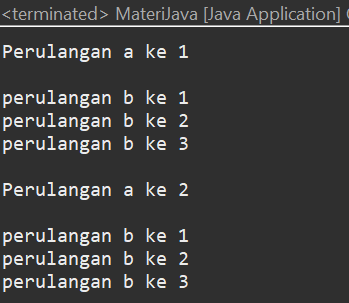 <terminated> MateriJava [Java Application]
Perulangan a ke 1
perulangan b ke 1
perulangan b ke 2
perulangan b ke 3
Perulangan a ke 2
perulangan b ke 1
perulangan b ke 2
perulangan b ke 3